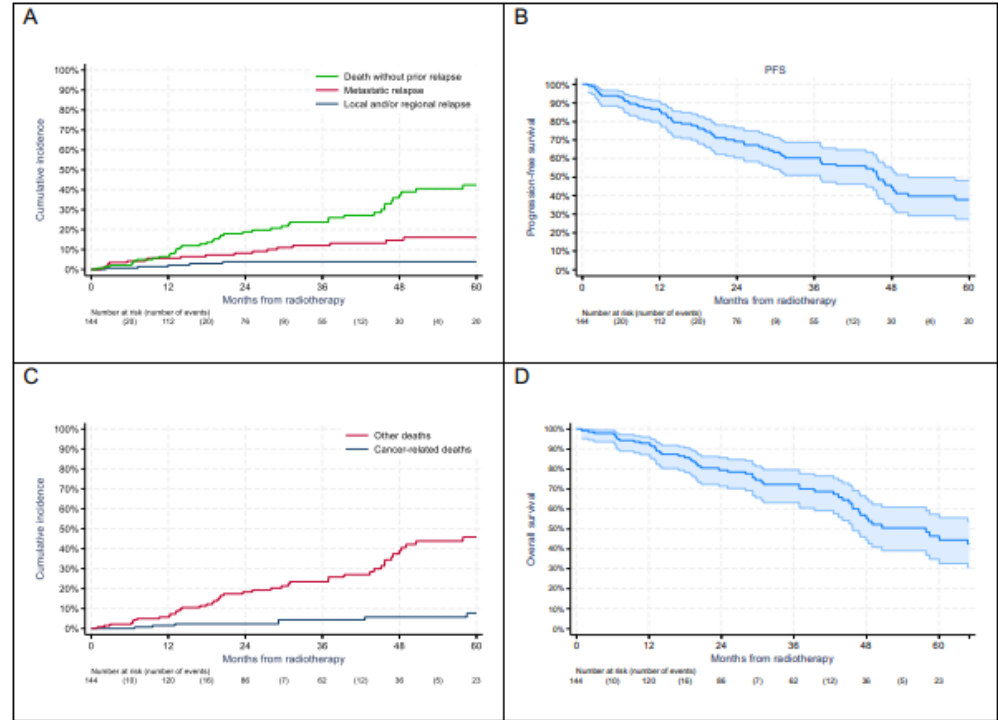 A
100%
90%
80%
70%
60%
50%
40%
30%
20%
10%
0%
Cumulative incidence
Death without prior relapse
Metastatic relapse
Local and/or regional relapse
0 12 24 36 48 60
Months from radiotherapy
Number at risk (number of events)
144 (20) 112 (20) 76 (9) 55 (12) 30 (4) 20
B
PFS
100%
90%
80%
70%
60%
50%
40%
30%
20%
10%
0%
Progression-free survival
0 12 24 36 48 60
Months from radiotherapy
Number at risk (number of events)
144 (20) 112 (20) 76 (9) 55 (12) 30 (4) 20
C
100%
90%
80%
70%
60%
50%
40%
30%
20%
10%
0%
Cumulative incidence
Other deaths
Cancer-related deaths
0 12 24 36 48 60
Months from radiotherapy
Number at risk (number of events)
144 (10) 120 (16) 86 (7) 62 (12) 36 (5) 23
D
100%
90%
80%
70%
60%
50%
40%
30%
20%
10%
0%
Overall survival
0 12 24 36 48 60
Months from radiotherapy
Number at risk (number of events)
144 (10) 120 (16) 86 (7) 62 (12) 36 (5) 23